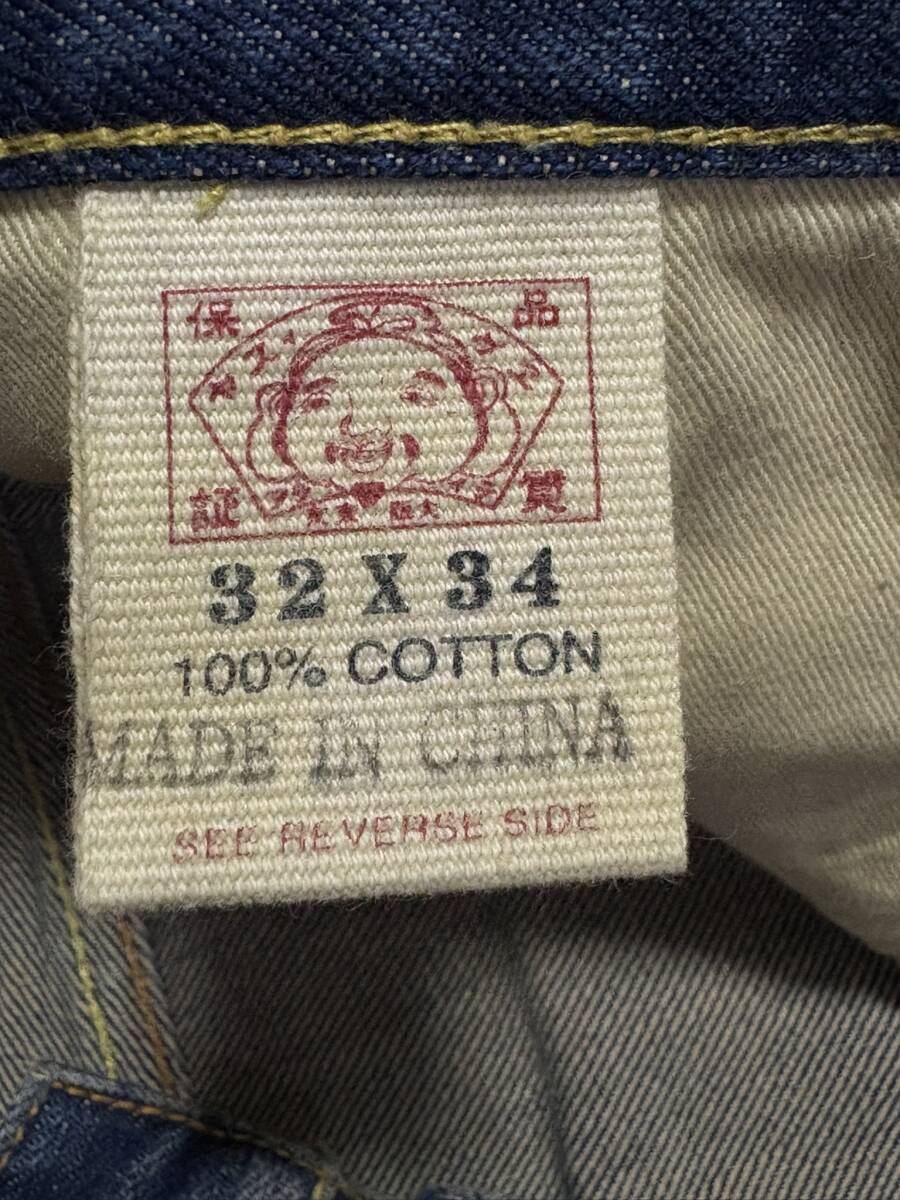 保 品
証 質
32 X 34
100% COTTON
MADE IN CHINA
SEE REVERSE SIDE